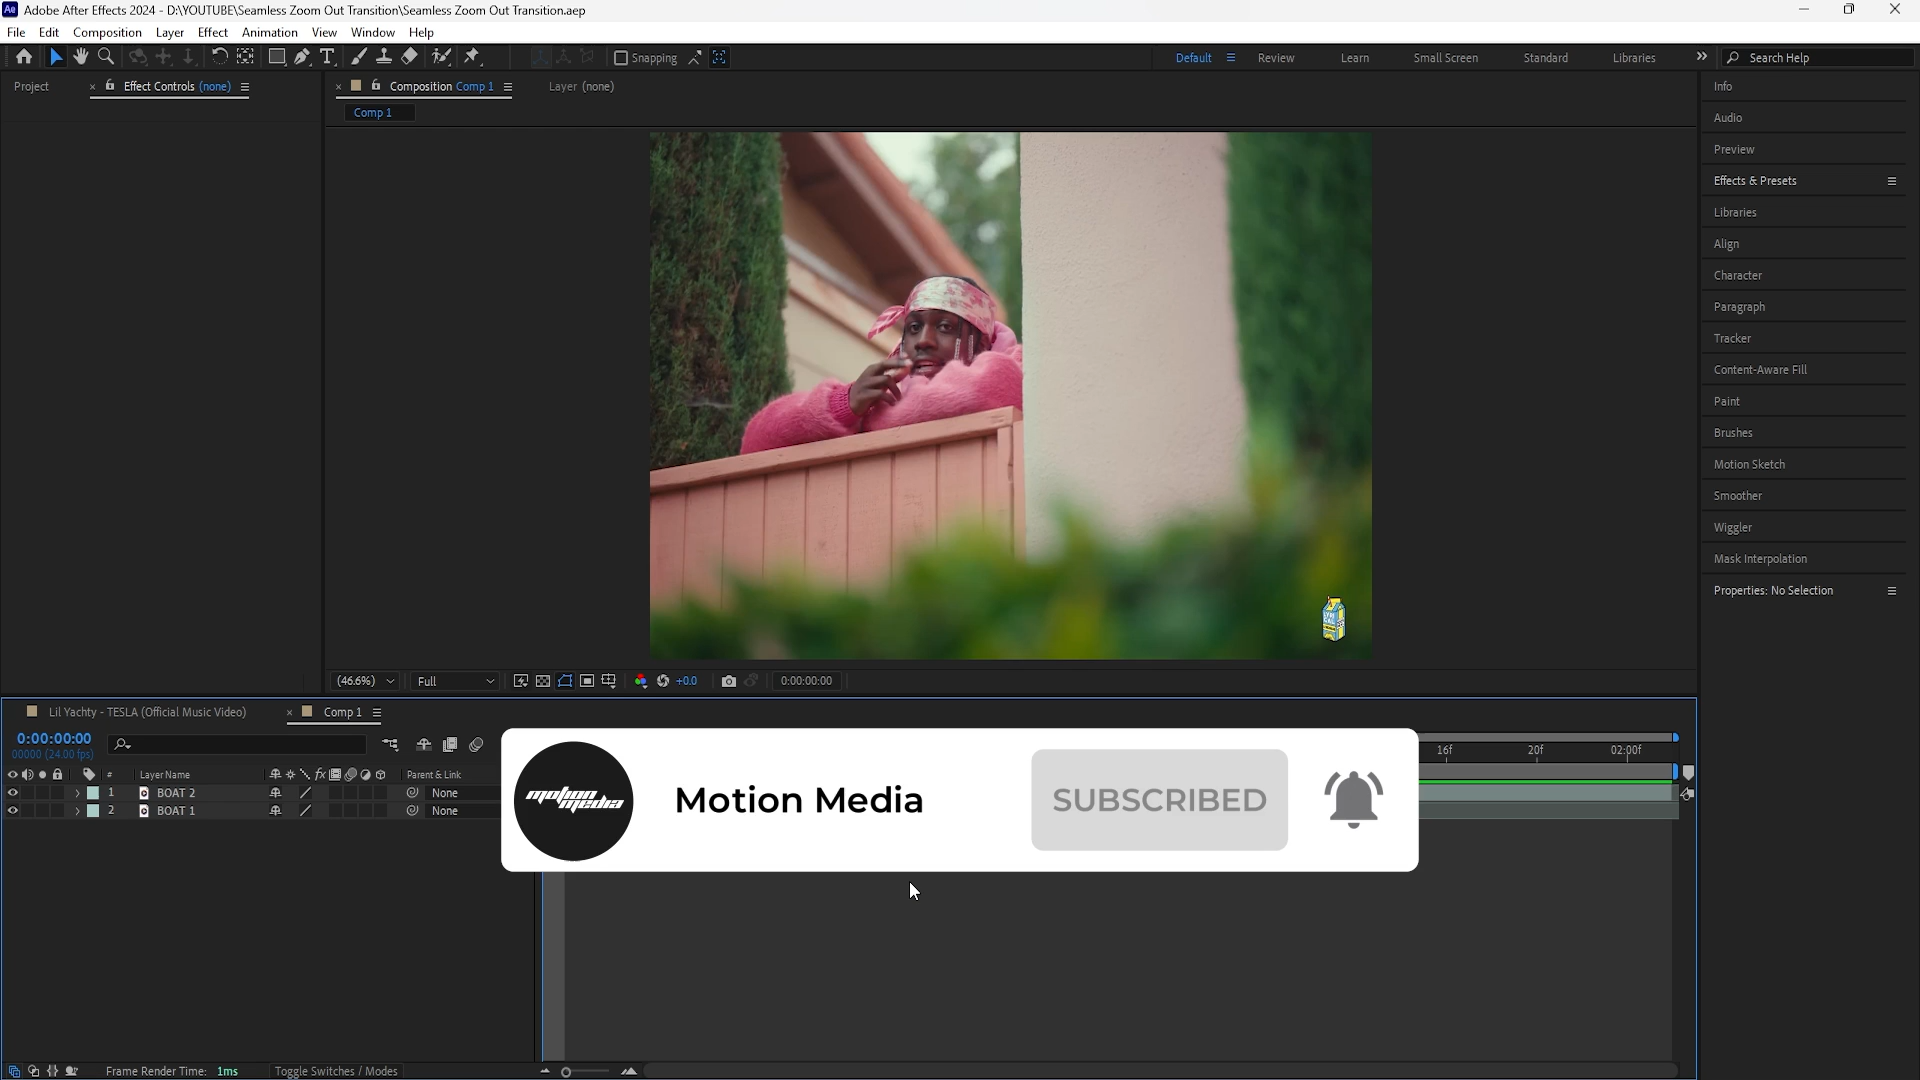 Ae Adobe After Effects 2024 - D:\YOUTUBE\Seamless Zoom Out Transition\Seamless Zoom Out Transition.aep
File Edit Composition Layer Effect Animation View Window Help
Snapping Default Review Learn Small Screen Standard Libraries Search Help
Project Effect Controls (none) Composition Comp 1 Layer (none)
Comp 1
Info
Audio
Preview
Effects & Presets
Libraries
Align
Character
Paragraph
Tracker
Content-Aware Fill
Paint
Brushes
Motion Sketch
Smoother
Wiggler
Mask Interpolation
Properties: No Selection
(46.6%) Full +0.0 0:00:00:00
Lil Yachty - TESLA (Official Music Video) Comp 1
0:00:00:00
00000 (24.00 fps)
16f 20f 02:00f
# Layer Name fx Parent & Link
1 BOAT 2 None
2 BOAT 1 None
motion media
Motion Media
SUBSCRIBED
Frame Render Time: 1ms Toggle Switches / Modes